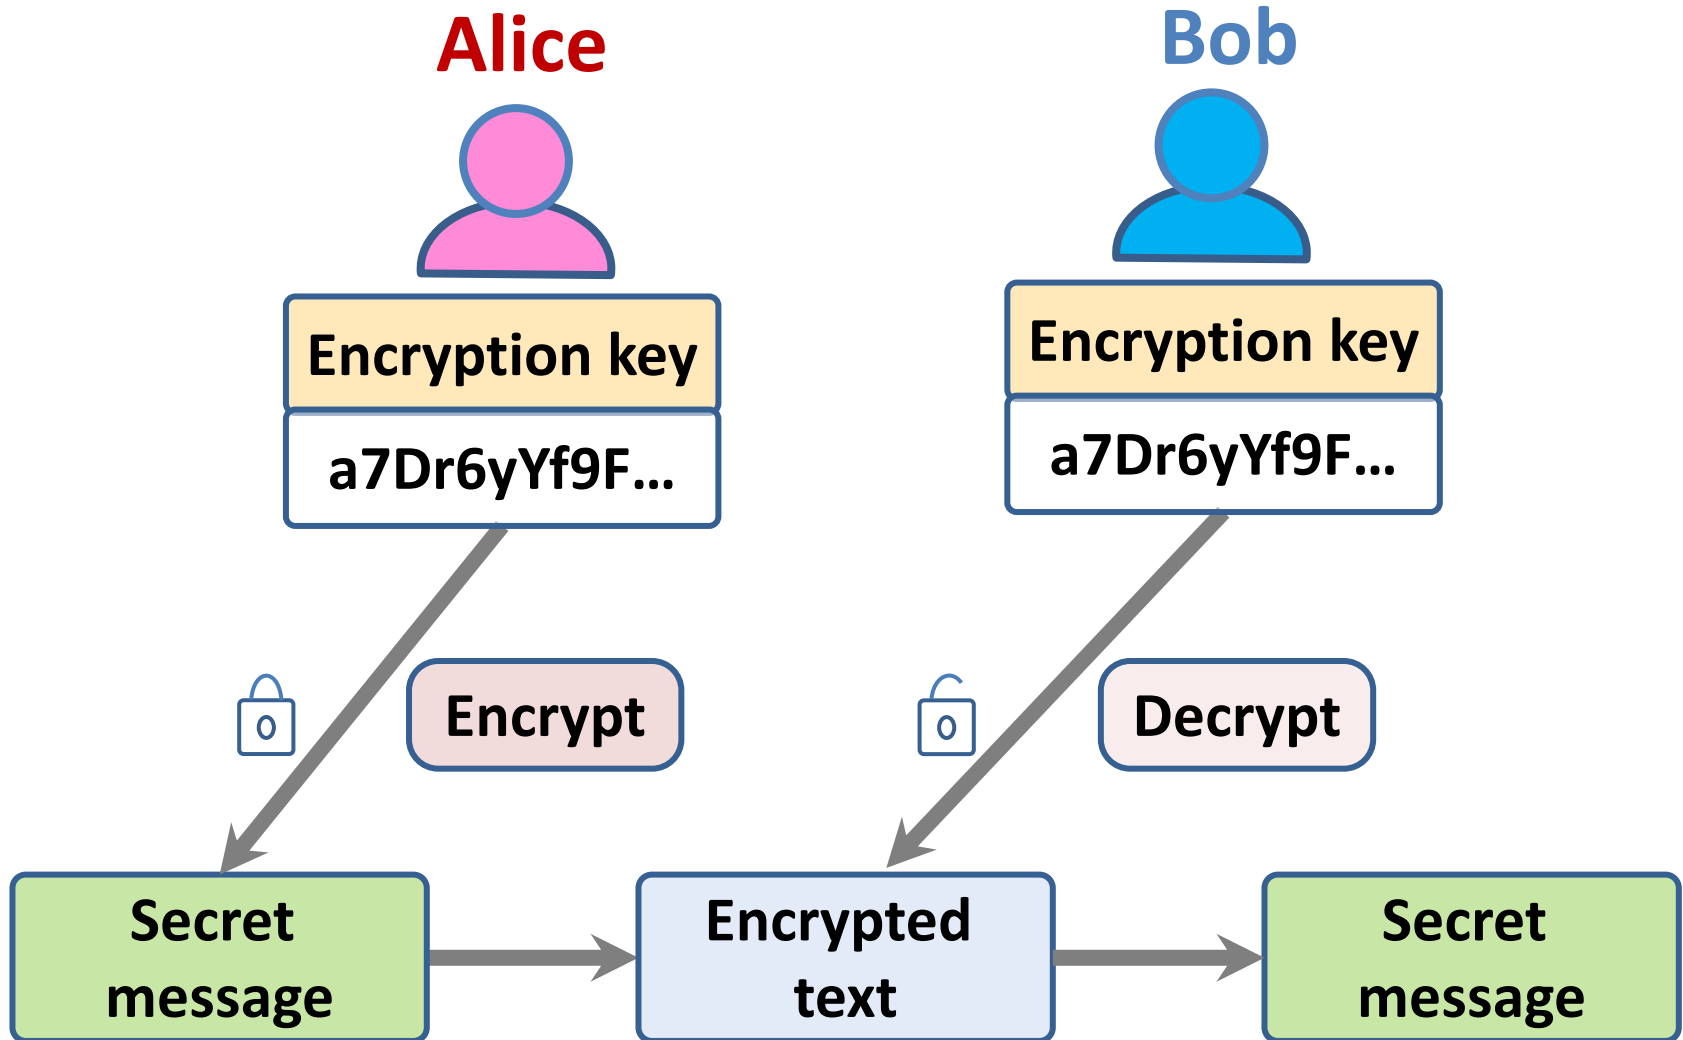 Alice
Bob
Encryption key
a7Dr6yYf9F...
Encryption key
a7Dr6yYf9F...
Encrypt
Decrypt
Secret
message
Encrypted
text
Secret
message